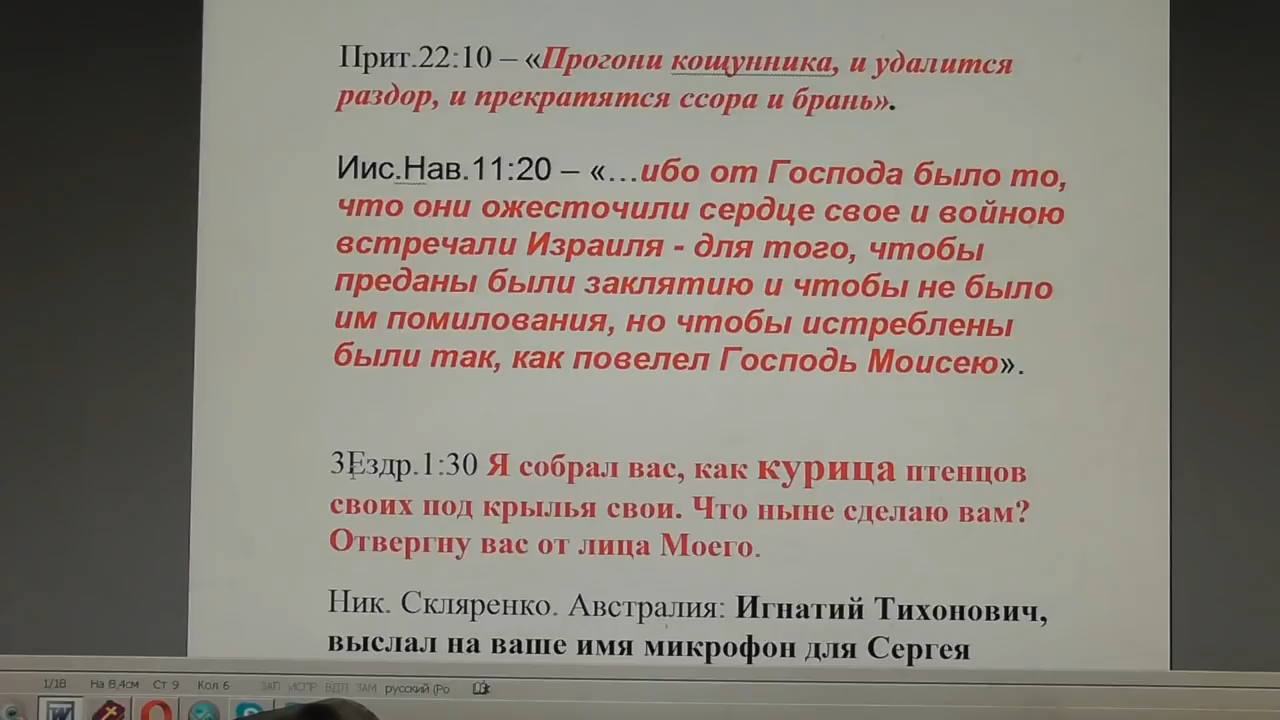 Прит.22:10 – «Прогони кощунника, и удалится
раздор, и прекратятся ссора и брань».
Иис.Нав.11:20 – «…ибо от Господа было то,
что они ожесточили сердце свое и войною
встречали Израиля - для того, чтобы
преданы были заклятию и чтобы не было
им помилования, но чтобы истреблены
были так, как повелел Господь Моисею».
3Ездр.1:30 Я собрал вас, как курица птенцов
своих под крылья свои. Что ныне сделаю вам?
Отвергну вас от лица Моего.
Ник. Скляренко. Австралия: Игнатий Тихонович,
выслал на ваше имя микрофон для Сергея
1/18 На 8,4см Ст 9 Кол 6 ЗАП ИСПР ВДЛ ЗАМ русский (Ро